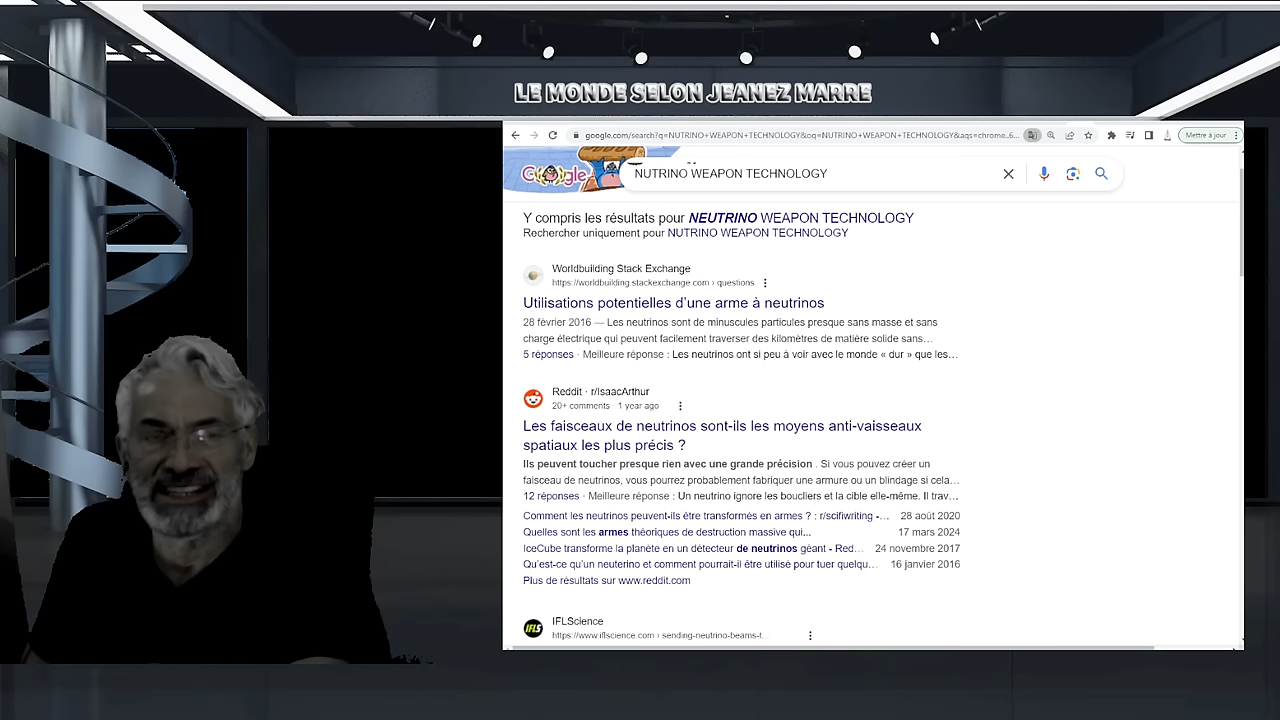 LE MONDE SELON JEANEZ MARRE
google.com/search?q=NUTRINO+WEAPON+TECHNOLOGY&oq=NUTRINO+WEAPON+TECHNOLOGY&aqs=chrome..6...
Mettre à jour
Google
NUTRINO WEAPON TECHNOLOGY
Y compris les résultats pour NEUTRINO WEAPON TECHNOLOGY
Rechercher uniquement pour NUTRINO WEAPON TECHNOLOGY
Worldbuilding Stack Exchange
https://worldbuilding.stackexchange.com › questions
Utilisations potentielles d'une arme à neutrinos
28 février 2016 — Les neutrinos sont de minuscules particules presque sans masse et sans
charge électrique qui peuvent facilement traverser des kilomètres de matière solide sans…
5 réponses · Meilleure réponse : Les neutrinos ont si peu à voir avec le monde « dur » que les…
Reddit · r/IsaacArthur
20+ comments · 1 year ago
Les faisceaux de neutrinos sont-ils les moyens anti-vaisseaux
spatiaux les plus précis ?
Ils peuvent toucher presque rien avec une grande précision . Si vous pouvez créer un
faisceau de neutrinos, vous pourrez probablement fabriquer une armure ou un blindage si cela…
12 réponses · Meilleure réponse : Un neutrino ignore les boucliers et la cible elle-même. Il trav…
Comment les neutrinos peuvent-ils être transformés en armes ? : r/scifiwriting -… 28 août 2020
Quelles sont les armes théoriques de destruction massive qui... 17 mars 2024
IceCube transforme la planète en un détecteur de neutrinos géant - Red… 24 novembre 2017
Qu'est-ce qu'un neuterino et comment pourrait-il être utilisé pour tuer quelqu… 16 janvier 2016
Plus de résultats sur www.reddit.com
IFL
IFLScience
https://www.iflscience.com › sending-neutrino-beams-t...